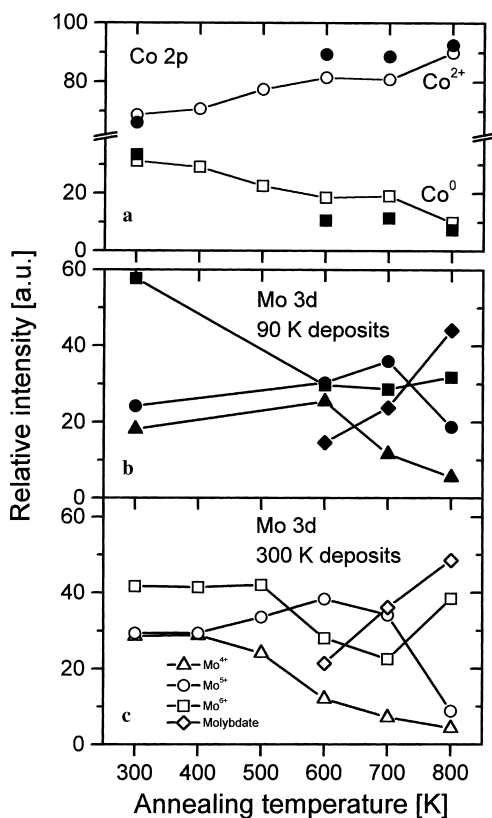 100
Co 2p
80
Co²⁺
20
Co⁰
a
0
Relative intensity [a.u.]
60
Mo 3d
90 K deposits
40
20
b
0
60
Mo 3d
300 K deposits
40
20
Mo⁴⁺
Mo⁵⁺
Mo⁶⁺
Molybdate
c
0
300 400 500 600 700 800
Annealing temperature [K]